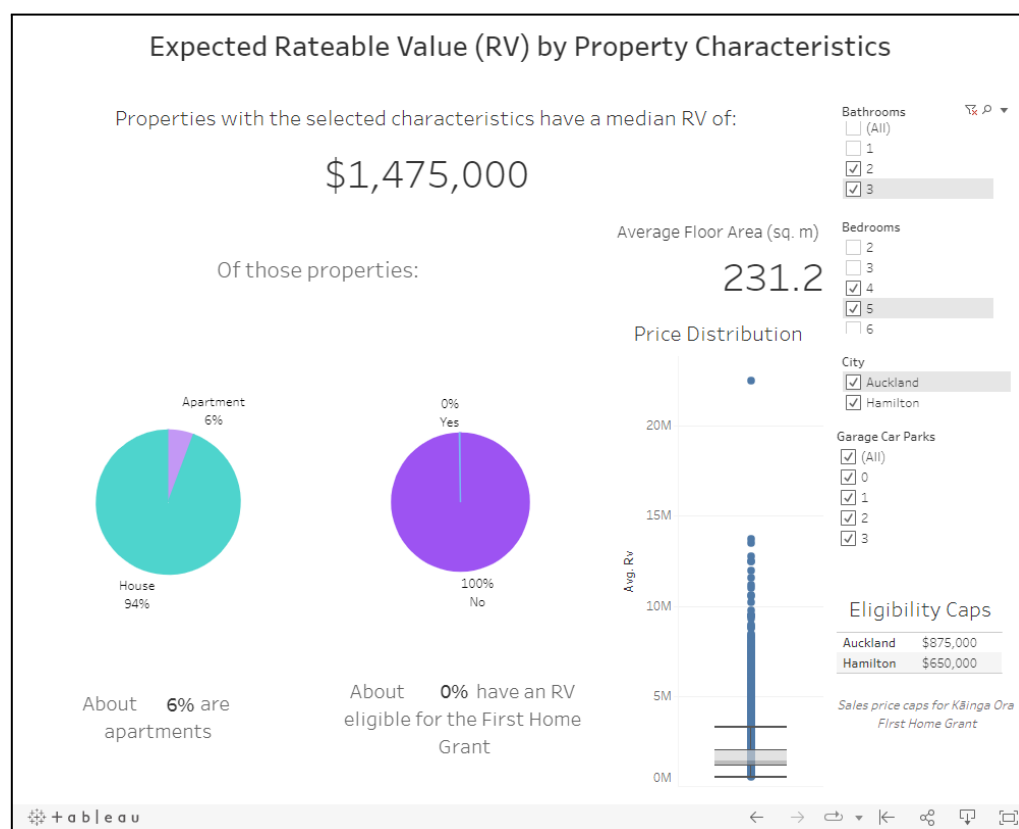 Expected Rateable Value (RV) by Property Characteristics
Properties with the selected characteristics have a median RV of:
$1,475,000
Average Floor Area (sq. m)
231.2
Of those properties:
Apartment
6%
House
94%
0%
Yes
100%
No
About 6% are
apartments
About 0% have an RV
eligible for the First Home
Grant
Price Distribution
Avg. Rv
20M
15M
10M
5M
0M
Bathrooms
(All)
1
2
3
Bedrooms
2
3
4
5
6
City
Auckland
Hamilton
Garage Car Parks
(All)
0
1
2
3
Eligibility Caps
Auckland $875,000
Hamilton $650,000
Sales price caps for Kāinga Ora
First Home Grant
+ a b | e a u